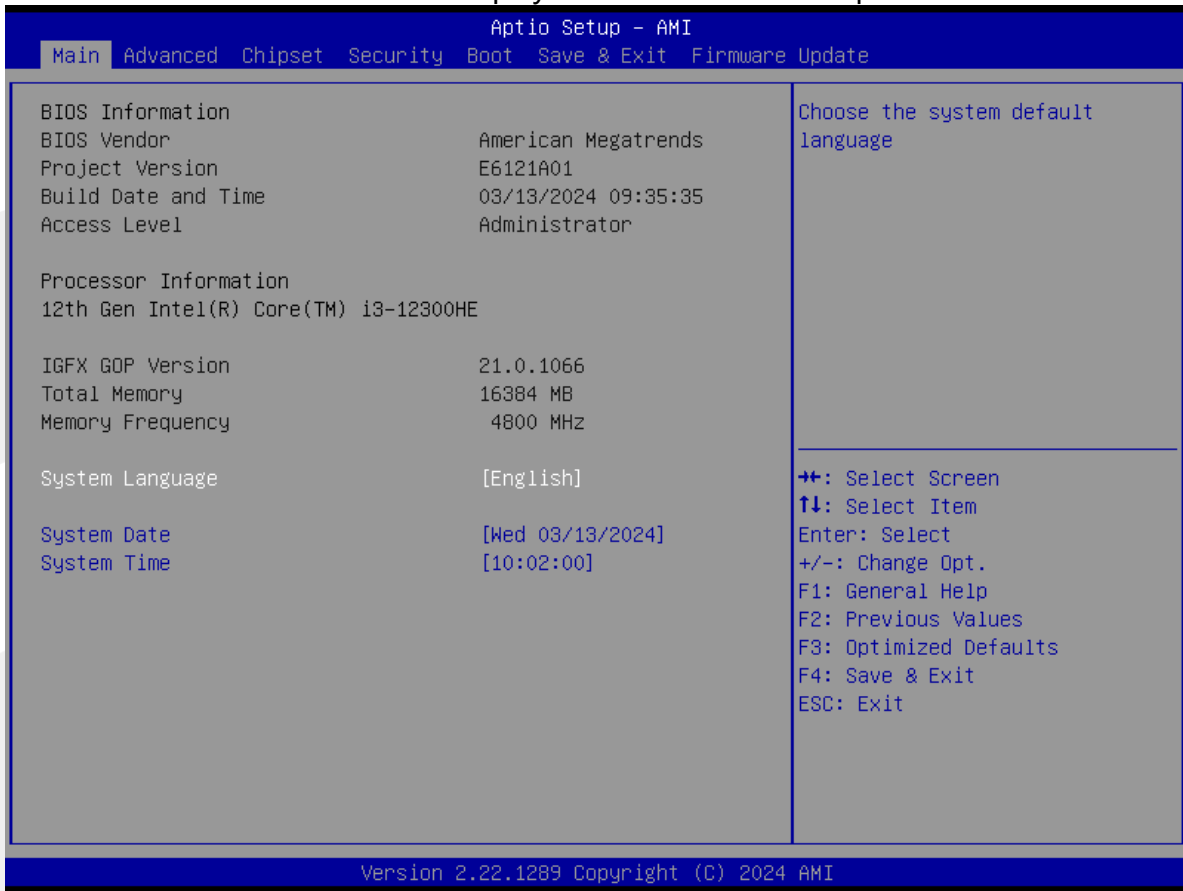 Aptio Setup – AMI
Main Advanced Chipset Security Boot Save & Exit Firmware Update
BIOS Information
BIOS Vendor American Megatrends
Project Version E6121A01
Build Date and Time 03/13/2024 09:35:35
Access Level Administrator
Processor Information
12th Gen Intel(R) Core(TM) i3-12300HE
IGFX GOP Version 21.0.1066
Total Memory 16384 MB
Memory Frequency 4800 MHz
System Language [English]
System Date [Wed 03/13/2024]
System Time [10:02:00]
Choose the system default
language
→←: Select Screen
↑↓: Select Item
Enter: Select
+/-: Change Opt.
F1: General Help
F2: Previous Values
F3: Optimized Defaults
F4: Save & Exit
ESC: Exit
Version 2.22.1289 Copyright (C) 2024 AMI